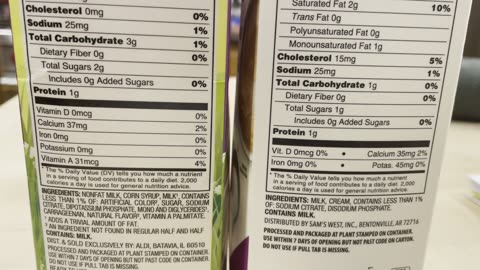 Cholesterol 0mg 0%
Sodium 25mg 1%
Total Carbohydrate 3g 1%
Dietary Fiber 0g 0%
Total Sugars 2g
Includes 0g Added Sugars 0%
Protein 1g
Vitamin D 0mcg 0%
Calcium 37mg 2%
Iron 0mg 0%
Potassium 0mg 0%
Vitamin A 31mcg 4%
* The % Daily Value (DV) tells you how much a nutrient
in a serving of food contributes to a daily diet. 2,000
calories a day is used for general nutrition advice.
INGREDIENTS: NONFAT MILK, CORN SYRUP, MILK†, CONTAINS
LESS THAN 1% OF: ARTIFICIAL COLOR†, SUGAR, SODIUM
CITRATE, DIPOTASSIUM PHOSPHATE, MONO AND DIGLYCERIDES†,
CARRAGEENAN, NATURAL FLAVOR†, VITAMIN A PALMITATE.
ADDS A TRIVIAL AMOUNT OF FAT.
AN INGREDIENT NOT FOUND IN REGULAR HALF AND HALF
CONTAINS: MILK.
DIST. & SOLD EXCLUSIVELY BY: ALDI, BATAVIA, IL 60510
PROCESSED AND PACKAGED AT PLANT STAMPED ON CONTAINER.
USE WITHIN 7 DAYS OF OPENING BUT NOT PAST CODE ON CONTAINER.
DO NOT USE IF PULL TAB IS MISSING.
Saturated Fat 2g 10%
Trans Fat 0g
Polyunsaturated Fat 0g
Monounsaturated Fat 1g
Cholesterol 15mg 5%
Sodium 25mg 1%
Total Carbohydrate 1g 0%
Dietary Fiber 0g 0%
Total Sugars 1g
Includes 0g Added Sugars 0%
Protein 1g
Vit. D 0mcg 0% • Calcium 35mg 2%
Iron 0mg 0% • Potas. 45mg 0%
* The % Daily Value (DV) tells you how much a nutrient
in a serving of food contributes to a daily diet. 2,000
calories a day is used for general nutrition advice.
INGREDIENTS: MILK, CREAM, CONTAINS LESS THAN 1%
OF: SODIUM CITRATE, DISODIUM PHOSPHATE.
CONTAINS MILK.
DISTRIBUTED BY SAM'S WEST, INC., BENTONVILLE, AR 72716
PROCESSED AND PACKAGED AT PLANT STAMPED ON CONTAINER.
USE WITHIN 7 DAYS OF OPENING BUT NOT PAST CODE ON CARTON.
DO NOT USE IF PULL TAB IS MISSING.